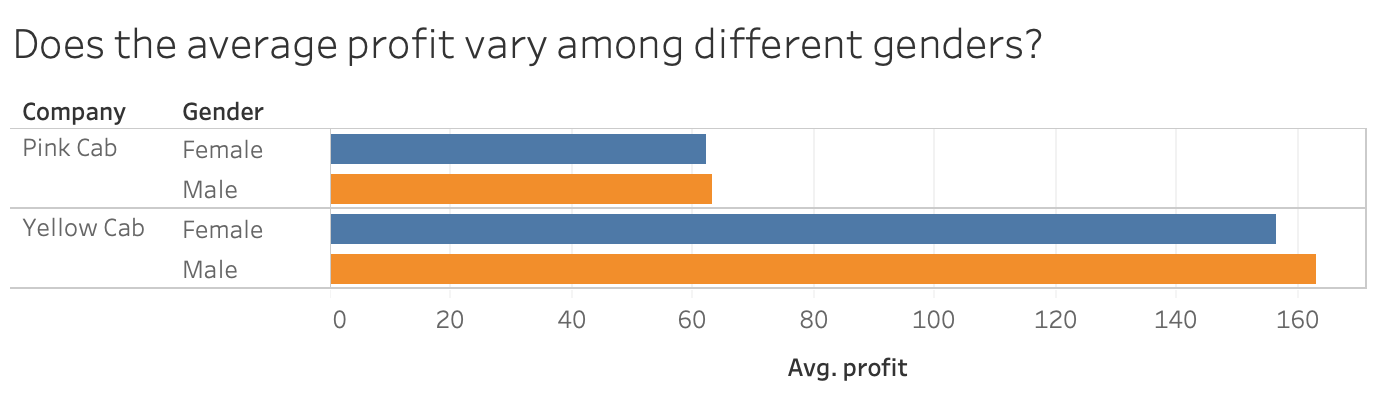 Does the average profit vary among different genders?
Company Gender
Pink Cab Female
Male
Yellow Cab Female
Male
0 20 40 60 80 100 120 140 160
Avg. profit